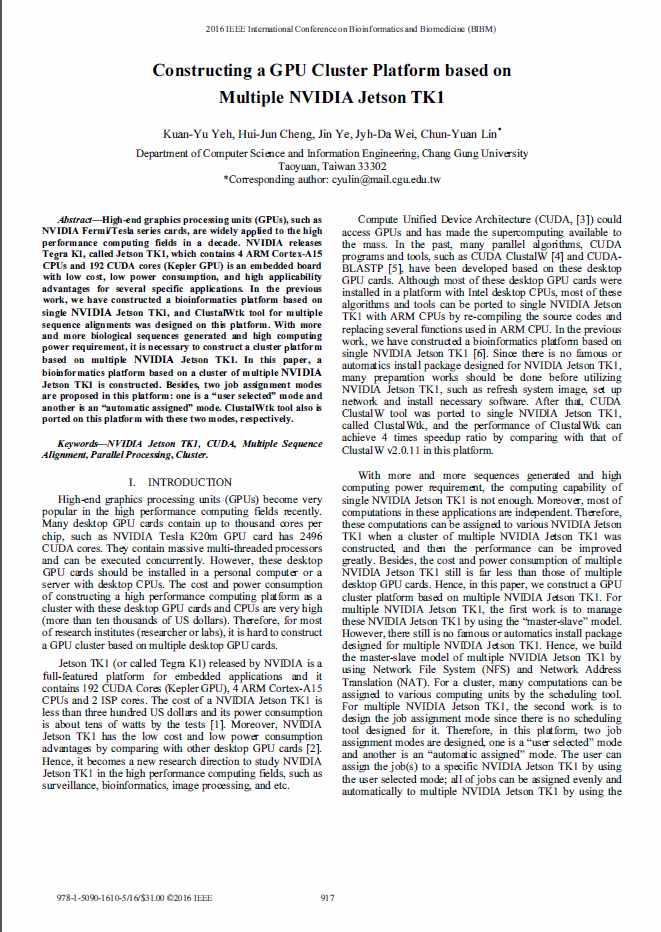 2016 IEEE International Conference on Bioinformatics and Biomedicine (BIBM)
Constructing a GPU Cluster Platform based on
Multiple NVIDIA Jetson TK1
Kuan-Yu Yeh, Hui-Jun Cheng, Jin Ye, Jyh-Da Wei, Chun-Yuan Lin*
Department of Computer Science and Information Engineering, Chang Gung University
Taoyuan, Taiwan 33302
*Corresponding author: cyulin@mail.cgu.edu.tw
Abstract—High-end graphics processing units (GPUs), such as
NVIDIA Fermi/Tesla series cards, are widely applied to the high
performance computing fields in a decade. NVIDIA releases
Tegra K1, called Jetson TK1, which contains 4 ARM Cortex-A15
CPUs and 192 CUDA cores (Kepler GPU) is an embedded board
with low cost, low power consumption, and high applicability
advantages for several specific applications. In the previous
work, we have constructed a bioinformatics platform based on
single NVIDIA Jetson TK1, and ClustalWtk tool for multiple
sequence alignments was designed on this platform. With more
and more biological sequences generated and high computing
power requirement, it is necessary to construct a cluster platform
based on multiple NVIDIA Jetson TK1. In this paper, a
bioinformatics platform based on a cluster of multiple NVIDIA
Jetson TK1 is constructed. Besides, two job assignment modes
are proposed in this platform: one is a “user selected” mode and
another is an “automatic assigned” mode. ClustalWtk tool also is
ported on this platform with these two modes, respectively.
Keywords—NVIDIA Jetson TK1, CUDA, Multiple Sequence
Alignment, Parallel Processing, Cluster.
I. INTRODUCTION
High-end graphics processing units (GPUs) become very
popular in the high performance computing fields recently.
Many desktop GPU cards contain up to thousand cores per
chip, such as NVIDIA Tesla K20m GPU card has 2496
CUDA cores. They contain massive multi-threaded processors
and can be executed concurrently. However, these desktop
GPU cards should be installed in a personal computer or a
server with desktop CPUs. The cost and power consumption
of constructing a high performance computing platform as a
cluster with these desktop GPU cards and CPUs are very high
(more than ten thousands of US dollars). Therefore, for most
of research institutes (researcher or labs), it is hard to construct
a GPU cluster based on multiple desktop GPU cards.
Jetson TK1 (or called Tegra K1) released by NVIDIA is a
full-featured platform for embedded applications and it
contains 192 CUDA Cores (Kepler GPU), 4 ARM Cortex-A15
CPUs and 2 ISP cores. The cost of a NVIDIA Jetson TK1 is
less than three hundred US dollars and its power consumption
is about tens of watts by the tests [1]. Moreover, NVIDIA
Jetson TK1 has the low cost and low power consumption
advantages by comparing with other desktop GPU cards [2].
Hence, it becomes a new research direction to study NVIDIA
Jetson TK1 in the high performance computing fields, such as
surveillance, bioinformatics, image processing, and etc.
Compute Unified Device Architecture (CUDA, [3]) could
access GPUs and has made the supercomputing available to
the mass. In the past, many parallel algorithms, CUDA
programs and tools, such as CUDA ClustalW [4] and CUDA-
BLASTP [5], have been developed based on these desktop
GPU cards. Although most of these desktop GPU cards were
installed in a platform with Intel desktop CPUs, most of these
algorithms and tools can be ported to single NVIDIA Jetson
TK1 with ARM CPUs by re-compiling the source codes and
replacing several functions used in ARM CPU. In the previous
work, we have constructed a bioinformatics platform based on
single NVIDIA Jetson TK1 [6]. Since there is no famous or
automatics install package designed for NVIDIA Jetson TK1,
many preparation works should be done before utilizing
NVIDIA Jetson TK1, such as refresh system image, set up
network and install necessary software. After that, CUDA
ClustalW tool was ported to single NVIDIA Jetson TK1,
called ClustalWtk, and the performance of ClustalWtk can
achieve 4 times speedup ratio by comparing with that of
ClustalW v2.0.11 in this platform.
With more and more sequences generated and high
computing power requirement, the computing capability of
single NVIDIA Jetson TK1 is not enough. Moreover, most of
computations in these applications are independent. Therefore,
these computations can be assigned to various NVIDIA Jetson
TK1 when a cluster of multiple NVIDIA Jetson TK1 was
constructed, and then the performance can be improved
greatly. Besides, the cost and power consumption of multiple
NVIDIA Jetson TK1 still is far less than those of multiple
desktop GPU cards. Hence, in this paper, we construct a GPU
cluster platform based on multiple NVIDIA Jetson TK1. For
multiple NVIDIA Jetson TK1, the first work is to manage
these NVIDIA Jetson TK1 by using the “master-slave” model.
However, there still is no famous or automatics install package
designed for multiple NVIDIA Jetson TK1. Hence, we build
the master-slave model of multiple NVIDIA Jetson TK1 by
using Network File System (NFS) and Network Address
Translation (NAT). For a cluster, many computations can be
assigned to various computing units by the scheduling tool.
For multiple NVIDIA Jetson TK1, the second work is to
design the job assignment mode since there is no scheduling
tool designed for it. Therefore, in this platform, two job
assignment modes are designed, one is a “user selected” mode
and another is an “automatic assigned” mode. The user can
assign the job(s) to a specific NVIDIA Jetson TK1 by using
the user selected mode; all of jobs can be assigned evenly and
automatically to multiple NVIDIA Jetson TK1 by using the
978-1-5090-1610-5/16/$31.00 ©2016 IEEE
917